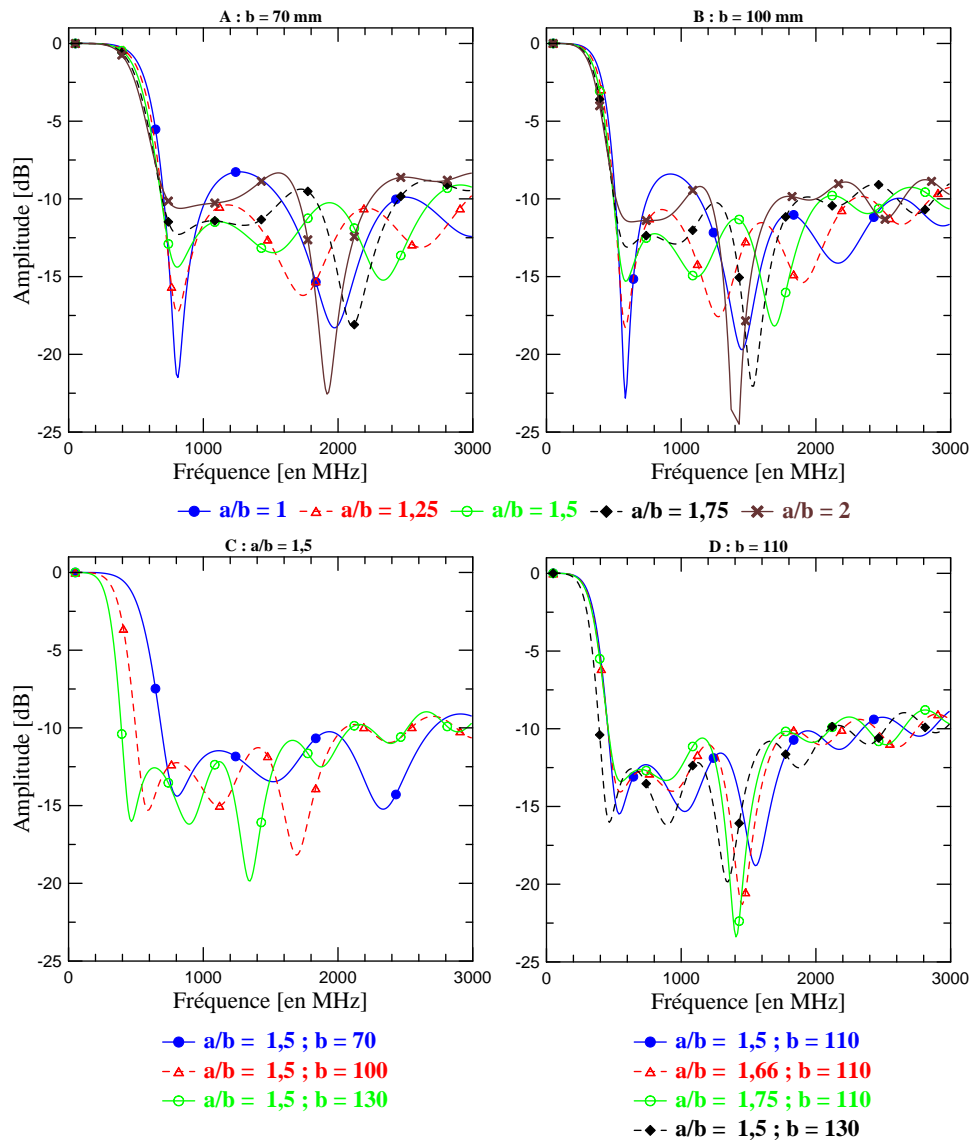 A : b = 70 mm
0
-5
-10
-15
-20
-25
Amplitude [dB]
0 1000 2000 3000
Fréquence [en MHz]
B : b = 100 mm
0
-5
-10
-15
-20
-25
0 1000 2000 3000
Fréquence [en MHz]
a/b = 1 a/b = 1,25 a/b = 1,5 a/b = 1,75 a/b = 2
C : a/b = 1,5
0
-5
-10
-15
-20
-25
Amplitude [dB]
0 1000 2000 3000
Fréquence [en MHz]
a/b = 1,5 ; b = 70
a/b = 1,5 ; b = 100
a/b = 1,5 ; b = 130
D : b = 110
0
-5
-10
-15
-20
-25
0 1000 2000 3000
Fréquence [en MHz]
a/b = 1,5 ; b = 110
a/b = 1,66 ; b = 110
a/b = 1,75 ; b = 110
a/b = 1,5 ; b = 130